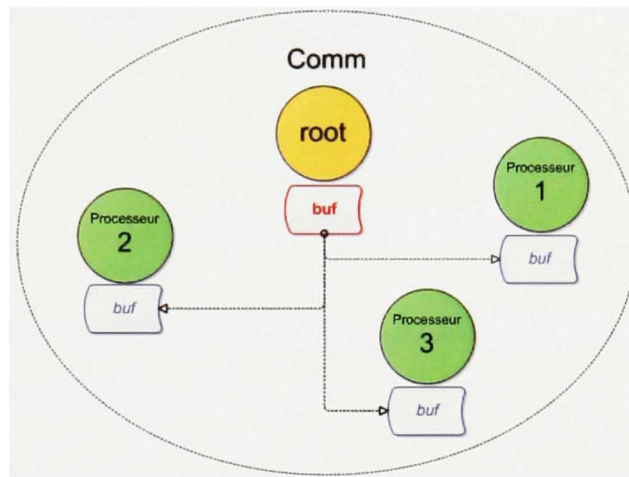 Comm
root
buf
Processeur
1
buf
Processeur
2
buf
Processeur
3
buf